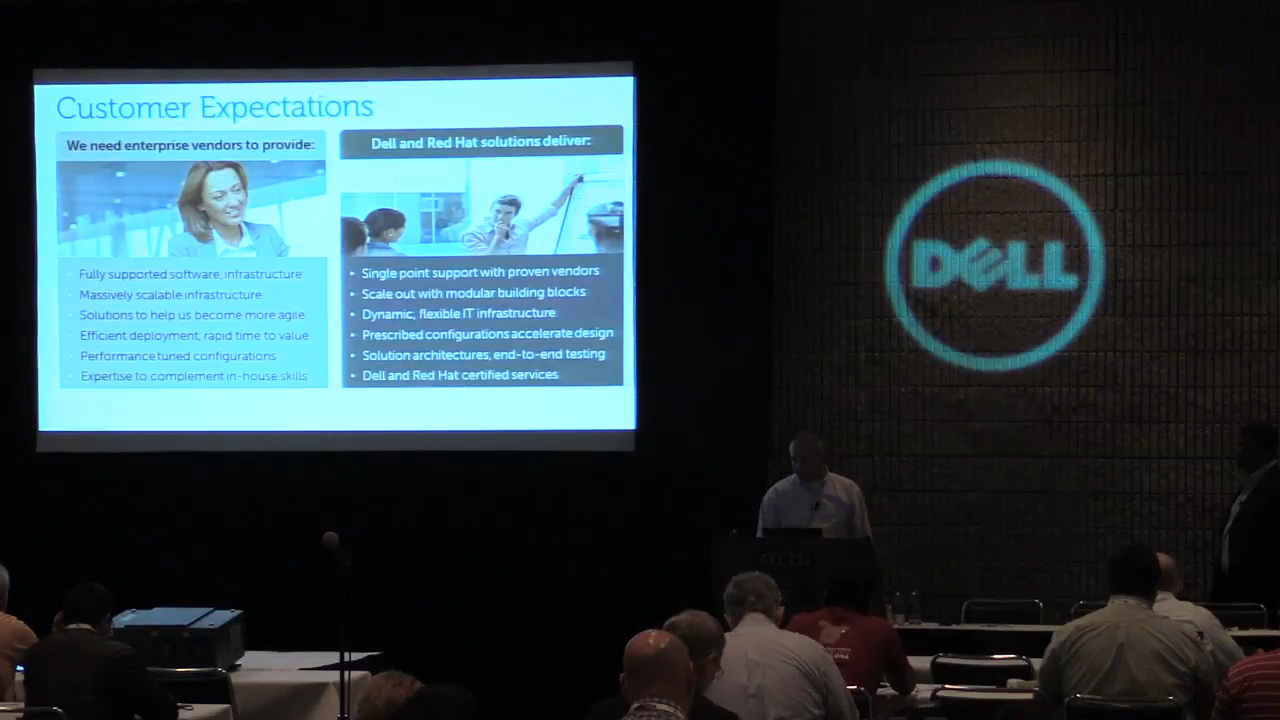 Customer Expectations
We need enterprise vendors to provide:
Fully supported software, infrastructure
Massively scalable infrastructure
Solutions to help us become more agile
Efficient deployment, rapid time to value
Performance tuned configurations
Expertise to complement in-house skills
Dell and Red Hat solutions deliver:
• Single point support with proven vendors
• Scale out with modular building blocks
• Dynamic, flexible IT infrastructure
• Prescribed configurations accelerate design
• Solution architectures, end-to-end testing
• Dell and Red Hat certified services
DELL